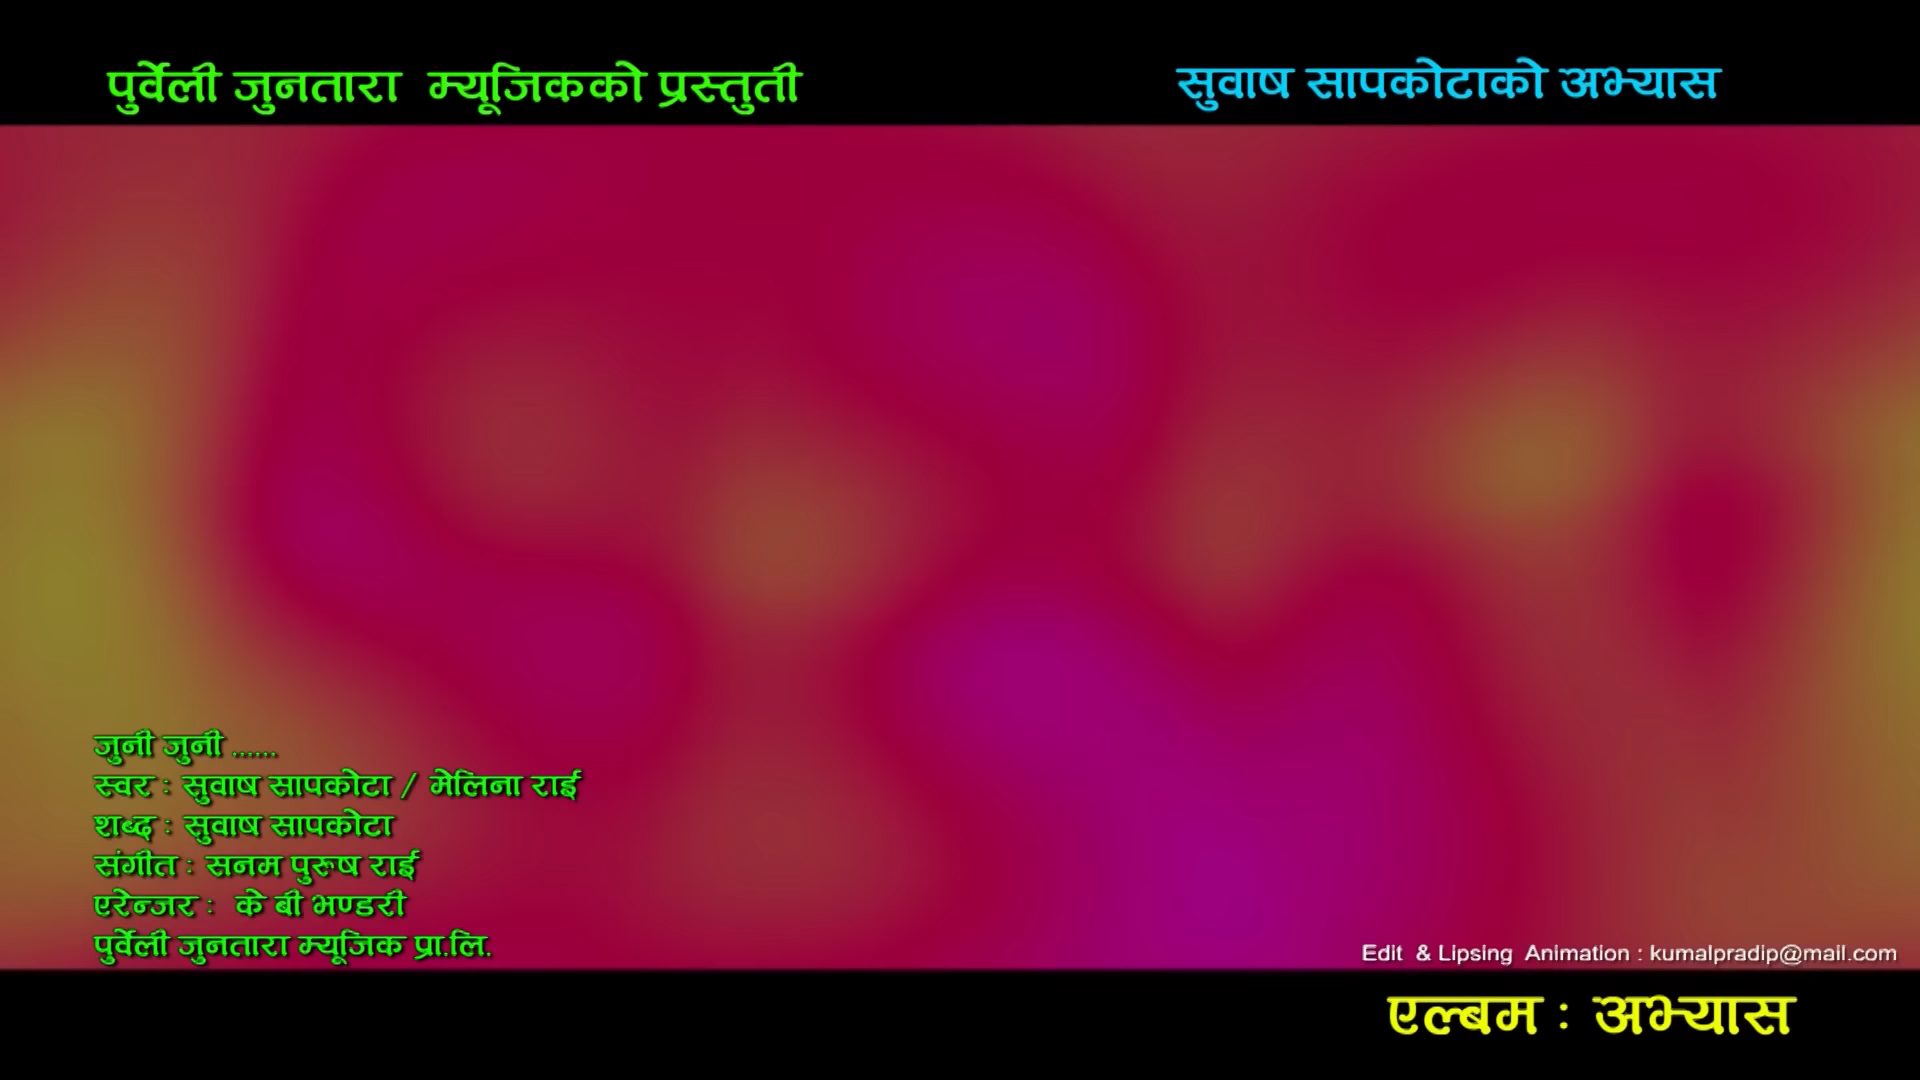 पुर्वेली जुनतारा म्यूजिकको प्रस्तुती
सुवाष सापकोटाको अभ्यास
जुनी जुनी ......
स्वर : सुवाष सापकोटा / मेलिना राई
शब्द : सुवाष सापकोटा
संगीत : सनम पुरूष राई
एरेन्जर : के बी भण्डरी
पुर्वेली जुनतारा म्यूजिक प्रा.लि.
Edit & Lipsing Animation : kumalpradip@mail.com
एल्बम : अभ्यास